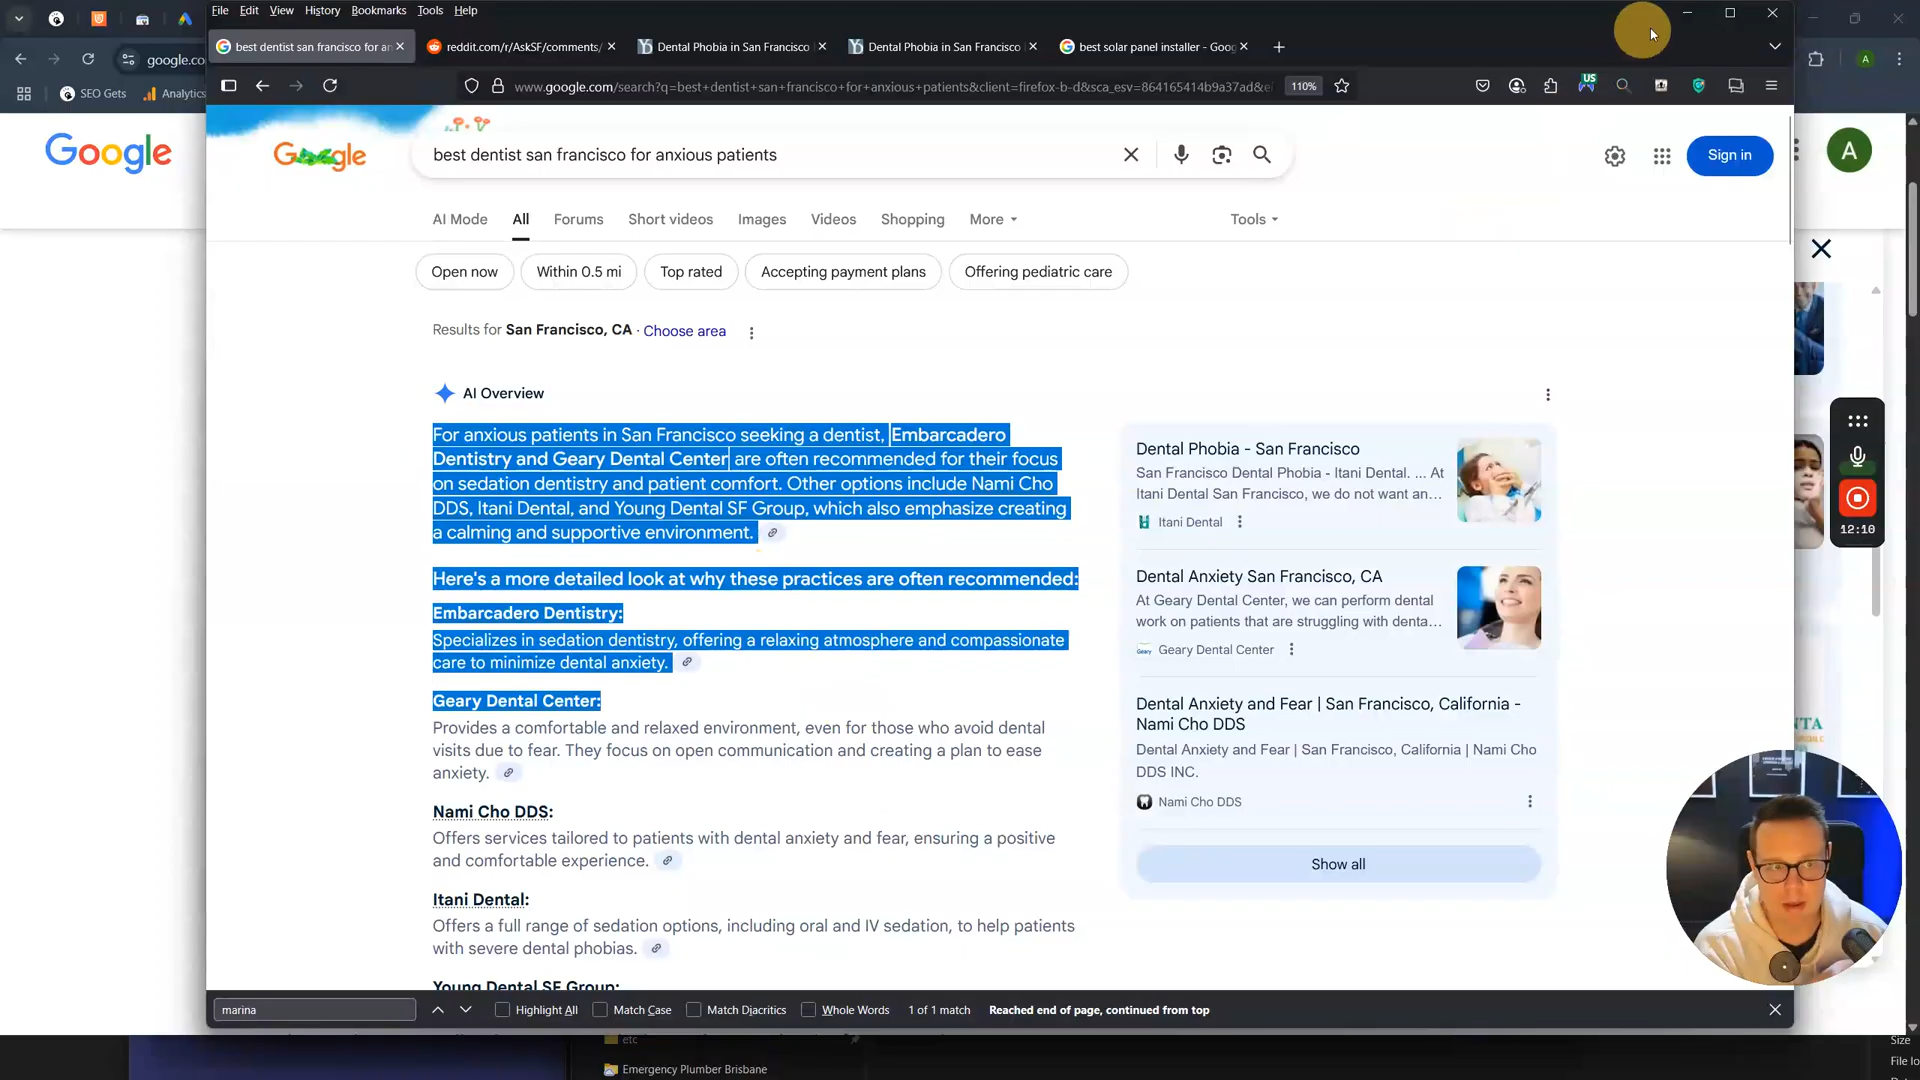 File Edit View History Bookmarks Tools Help
best dentist san francisco for an
reddit.com/r/AskSF/comments/
Dental Phobia in San Francisco
Dental Phobia in San Francisco
best solar panel installer - Goog
google.co
www.google.com/search?q=best+dentist+san+francisco+for+anxious+patients&client=firefox-b-d&sca_esv=864165414b9a37ad&e
110%
US
A
SEO Gets
Analytics
Google
Google
best dentist san francisco for anxious patients
Sign in
A
AI Mode All Forums Short videos Images Videos Shopping More
Tools
Open now Within 0.5 mi Top rated Accepting payment plans Offering pediatric care
Results for San Francisco, CA · Choose area
AI Overview
For anxious patients in San Francisco seeking a dentist, Embarcadero
Dentistry and Geary Dental Center are often recommended for their focus
on sedation dentistry and patient comfort. Other options include Nami Cho
DDS, Itani Dental, and Young Dental SF Group, which also emphasize creating
a calming and supportive environment.
Here's a more detailed look at why these practices are often recommended:
Embarcadero Dentistry:
Specializes in sedation dentistry, offering a relaxing atmosphere and compassionate
care to minimize dental anxiety.
Geary Dental Center:
Provides a comfortable and relaxed environment, even for those who avoid dental
visits due to fear. They focus on open communication and creating a plan to ease
anxiety.
Nami Cho DDS:
Offers services tailored to patients with dental anxiety and fear, ensuring a positive
and comfortable experience.
Itani Dental:
Offers a full range of sedation options, including oral and IV sedation, to help patients
with severe dental phobias.
Young Dental SF Group:
Dental Phobia - San Francisco
San Francisco Dental Phobia - Itani Dental. ... At
Itani Dental San Francisco, we do not want an...
Itani Dental
Dental Anxiety San Francisco, CA
At Geary Dental Center, we can perform dental
work on patients that are struggling with denta...
Geary Dental Center
Dental Anxiety and Fear | San Francisco, California -
Nami Cho DDS
Dental Anxiety and Fear | San Francisco, California | Nami Cho
DDS INC.
Nami Cho DDS
Show all
12:10
NTA
marina
Highlight All Match Case Match Diacritics Whole Words 1 of 1 match Reached end of page, continued from top
etc
Emergency Plumber Brisbane
Size
File lo